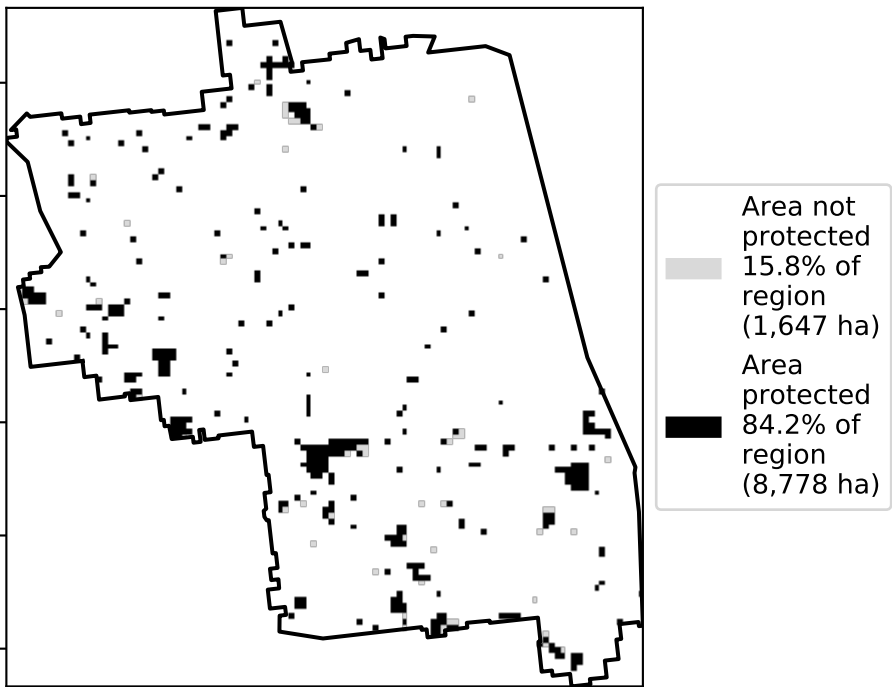 Area not
protected
15.8% of
region
(1,647 ha)
Area
protected
84.2% of
region
(8,778 ha)